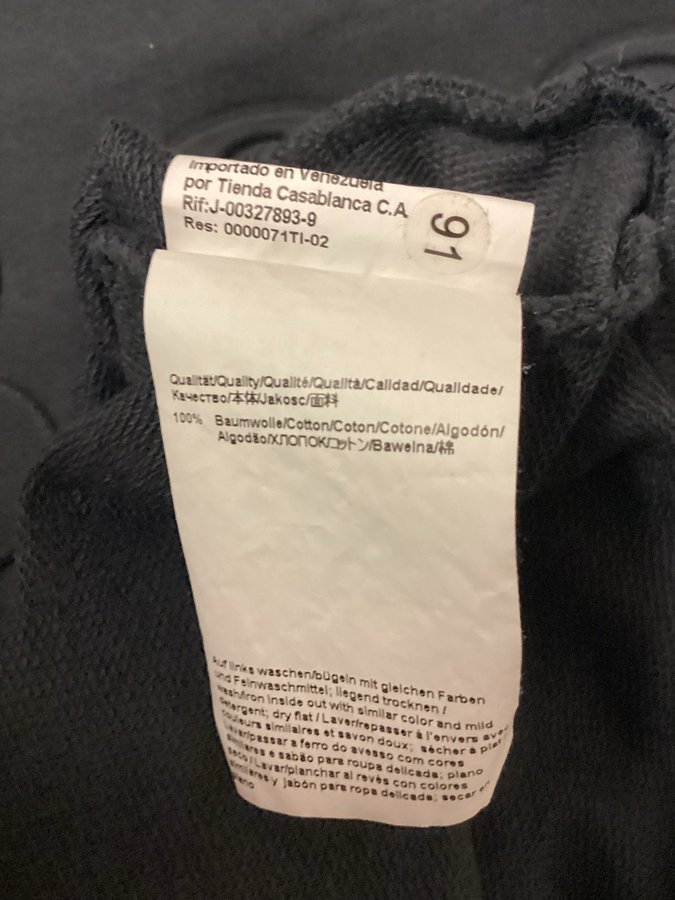 Importado en Venezuela
por Tienda Casablanca C.A
Rif:J-00327893-9
Res: 0000071TI-02
91
Qualität/Quality/Qualité/Qualità/Calidad/Qualidade/
Качество/本体/Jakosc/面料
100% Baumwolle/Cotton/Coton/Cotone/Algodón/
Algodão/ХЛОПОК/コットン/Bawelna/棉
Auf links waschen/bügeln mit gleichen Farben
und Feinwaschmittel; liegend trocknen /
wash/iron inside out with similar color and mild
detergent; dry flat / Laver/repasser à l'envers avec
couleurs similaires et savon doux; sécher à plat
lavar/passar a ferro do avesso com cores
similares e sabão para roupa delicada; plano
seco / Lavar/planchar al revés con colores
similares y jabón para ropa delicada; secar en
plano